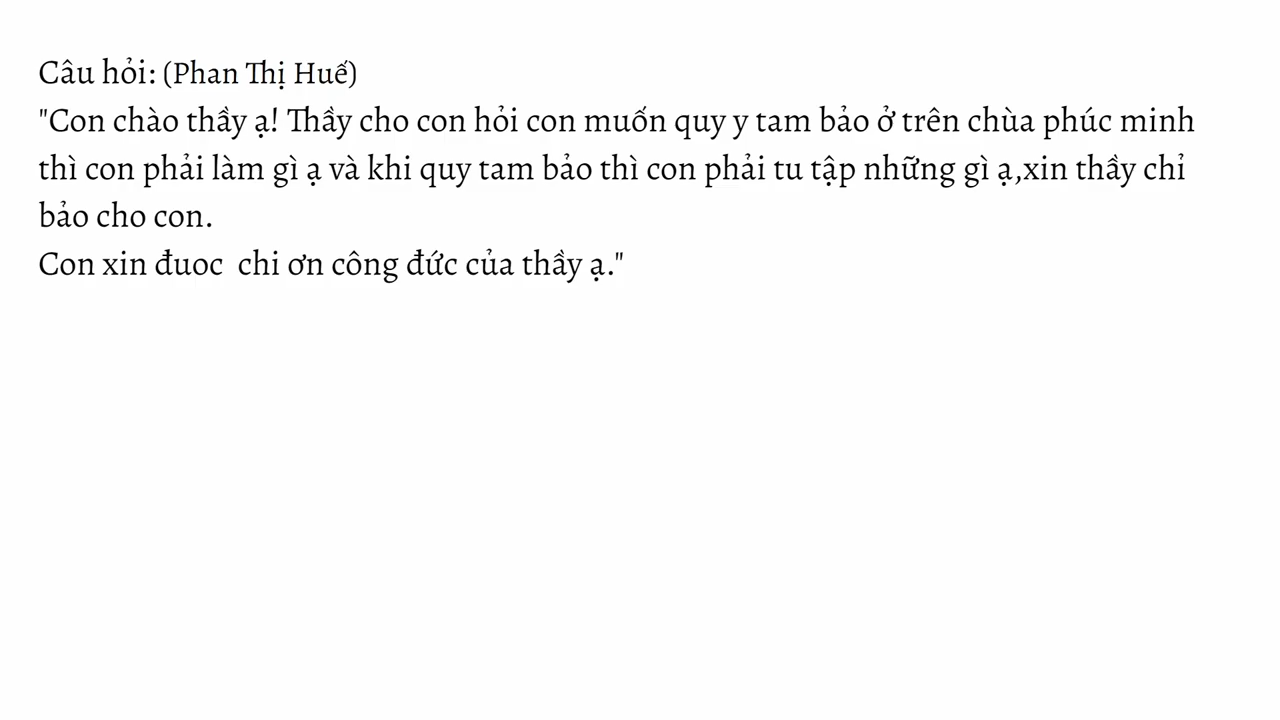 Câu hỏi: (Phan Thị Huế)
"Con chào thầy ạ! Thầy cho con hỏi con muốn quy y tam bảo ở trên chùa phúc minh
thì con phải làm gì ạ và khi quy tam bảo thì con phải tu tập những gì ạ,xin thầy chỉ
bảo cho con.
Con xin đuoc  chi ơn công đức của thầy ạ."